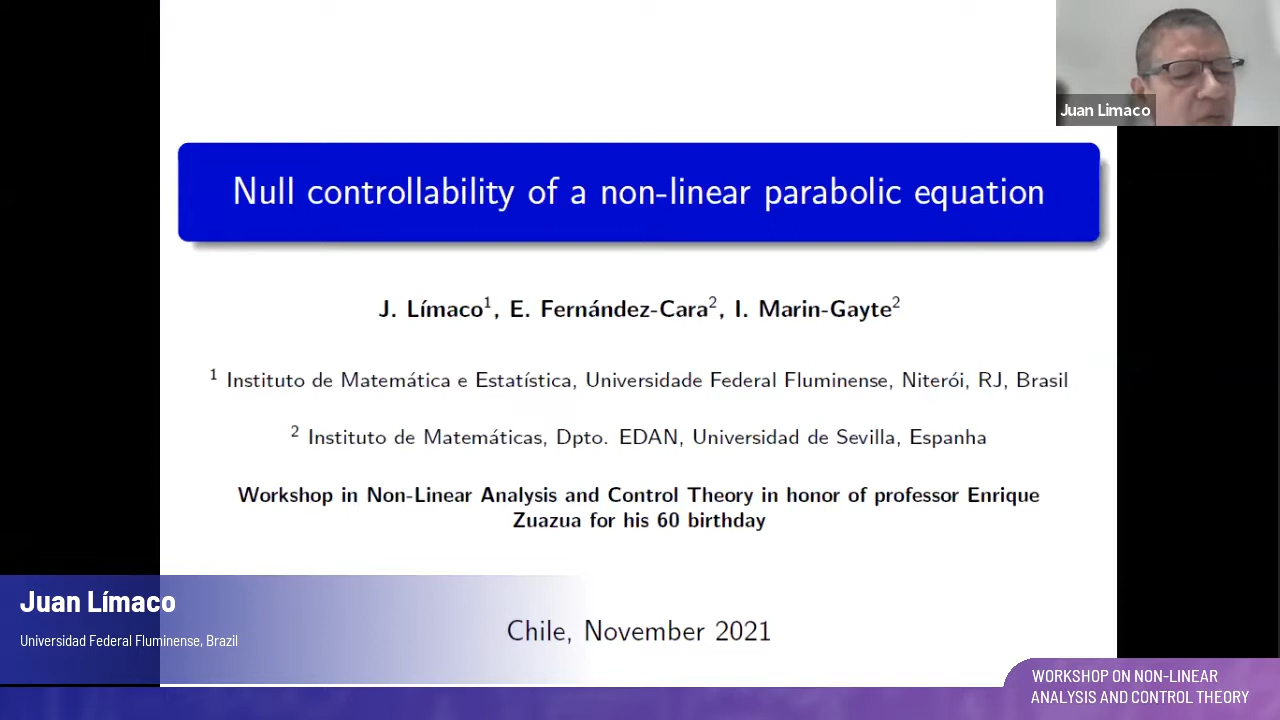 Juan Limaco
Null controllability of a non-linear parabolic equation
J. Límaco¹, E. Fernández-Cara², I. Marin-Gayte²
¹ Instituto de Matemática e Estatística, Universidade Federal Fluminense, Niterói, RJ, Brasil
² Instituto de Matemáticas, Dpto. EDAN, Universidad de Sevilla, Espanha
Workshop in Non-Linear Analysis and Control Theory in honor of professor Enrique
Zuazua for his 60 birthday
Juan Límaco
Universidad Federal Fluminense, Brazil
Chile, November 2021
WORKSHOP ON NON-LINEAR
ANALYSIS AND CONTROL THEORY